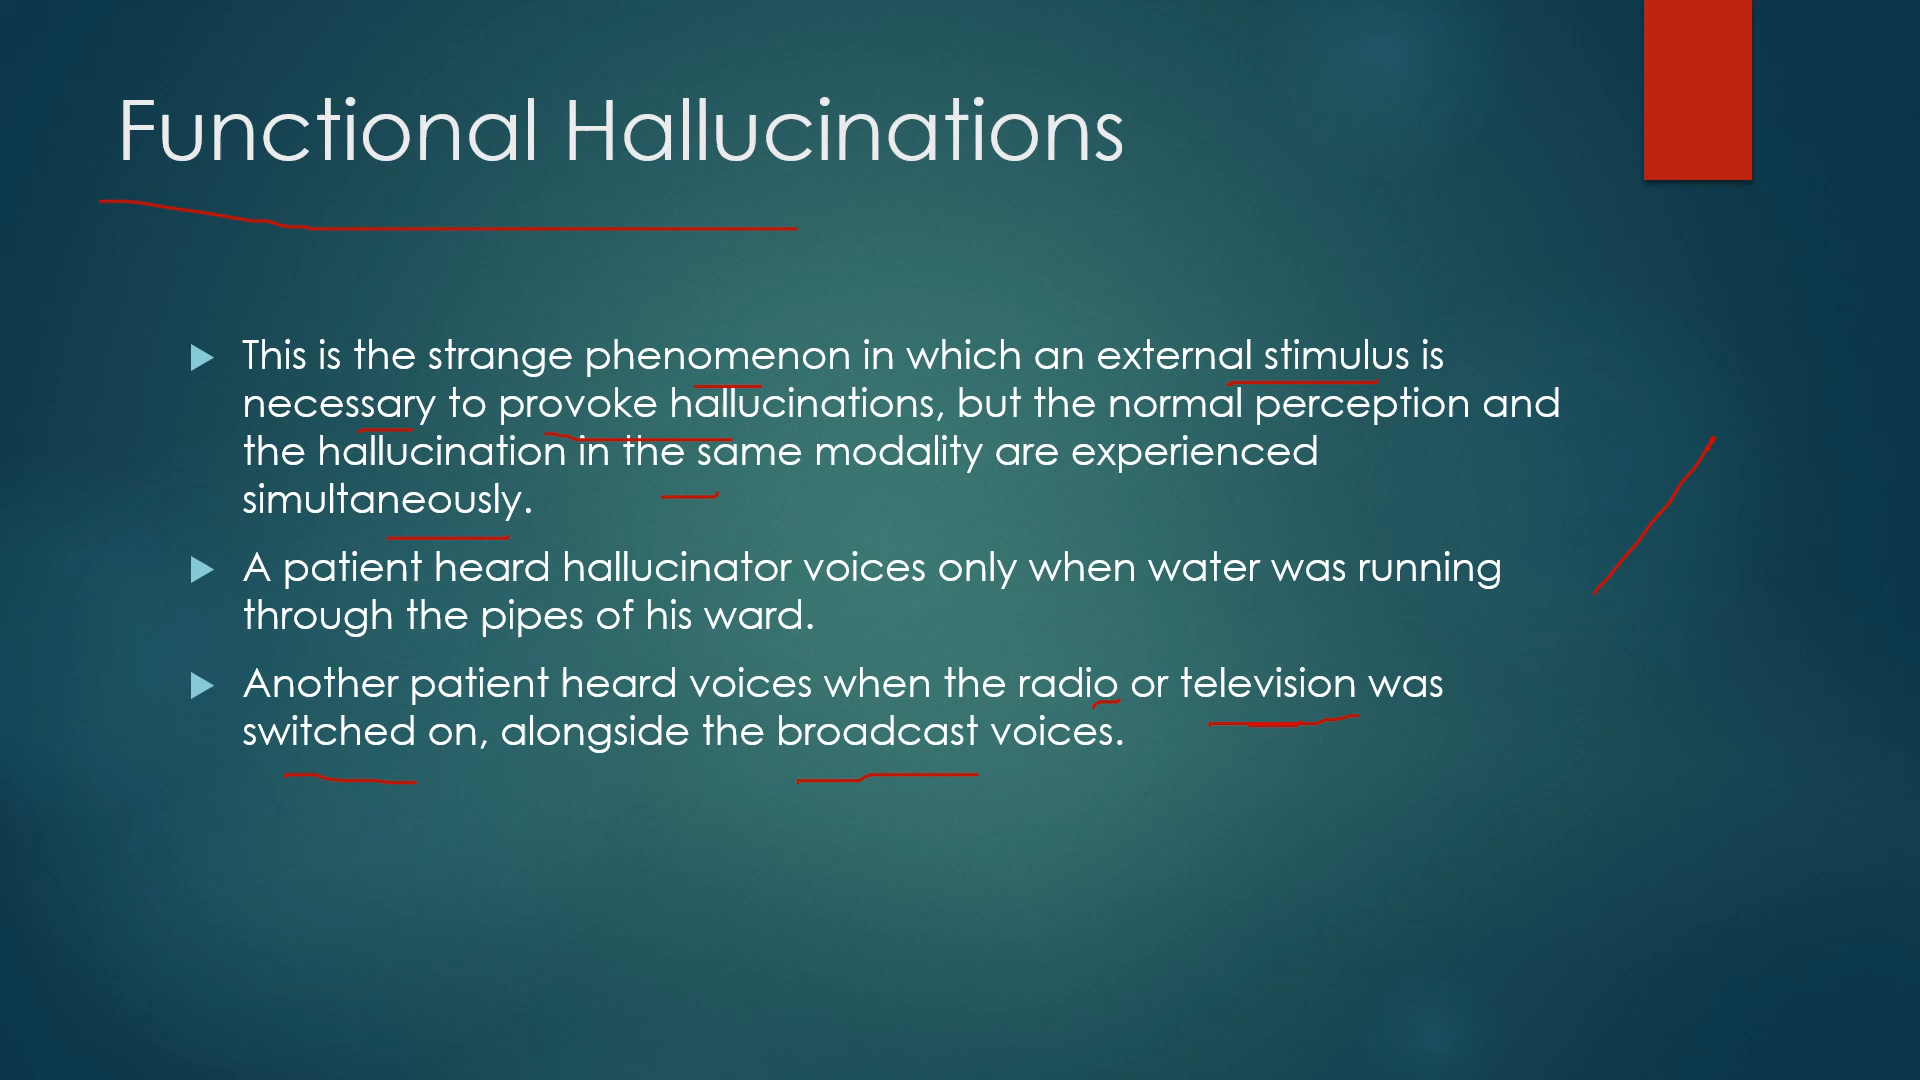 Functional Hallucinations
This is the strange phenomenon in which an external stimulus is
necessary to provoke hallucinations, but the normal perception and
the hallucination in the same modality are experienced
simultaneously.
A patient heard hallucinator voices only when water was running
through the pipes of his ward.
Another patient heard voices when the radio or television was
switched on, alongside the broadcast voices.